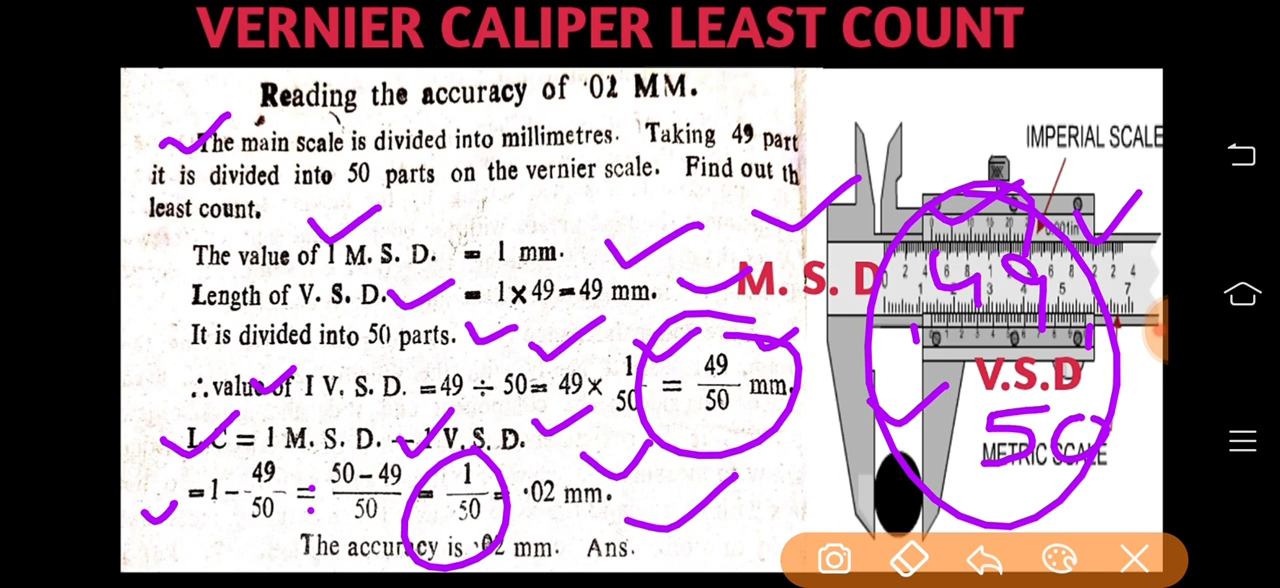 VERNIER CALIPER LEAST COUNT
Reading the accuracy of ·02 MM.
The main scale is divided into millimetres. Taking 49 part
it is divided into 50 parts on the vernier scale. Find out th
least count.
The value of 1 M. S. D. = 1 mm.
Length of V. S. D. = 1×49=49 mm.
It is divided into 50 parts.
∴ value of I V. S. D. =49 ÷ 50= 49× 1/50 = 49/50 mm.
LC = 1 M. S. D. – 1 V. S. D.
=1 – 49/50 = 50–49/50 = 1/50 = ·02 mm.
The accuracy is ·02 mm. Ans.
IMPERIAL SCALE
0.001in
M. S. D
49
V.S.D
50
METRIC SCALE